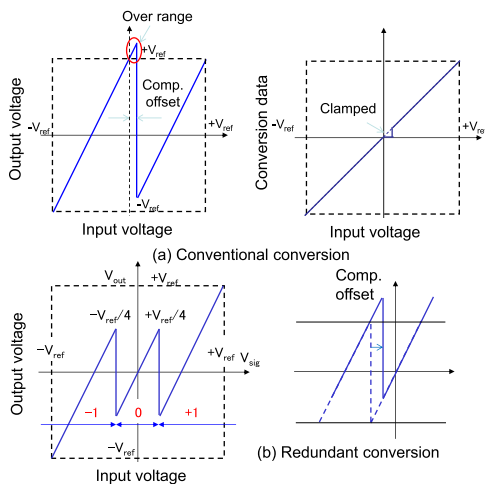 Over range
+Vref
Comp.
offset
-Vref
+Vref
-Vref
Output voltage
Input voltage
Clamped
-Vref
+Vre
Conversion data
Input voltage
(a) Conventional conversion
Vout
+Vref
−Vref/4
+Vref/4
−Vref
+Vref
Vsig
−1
0
+1
−Vref
Output voltage
Input voltage
Comp.
offset
(b) Redundant conversion